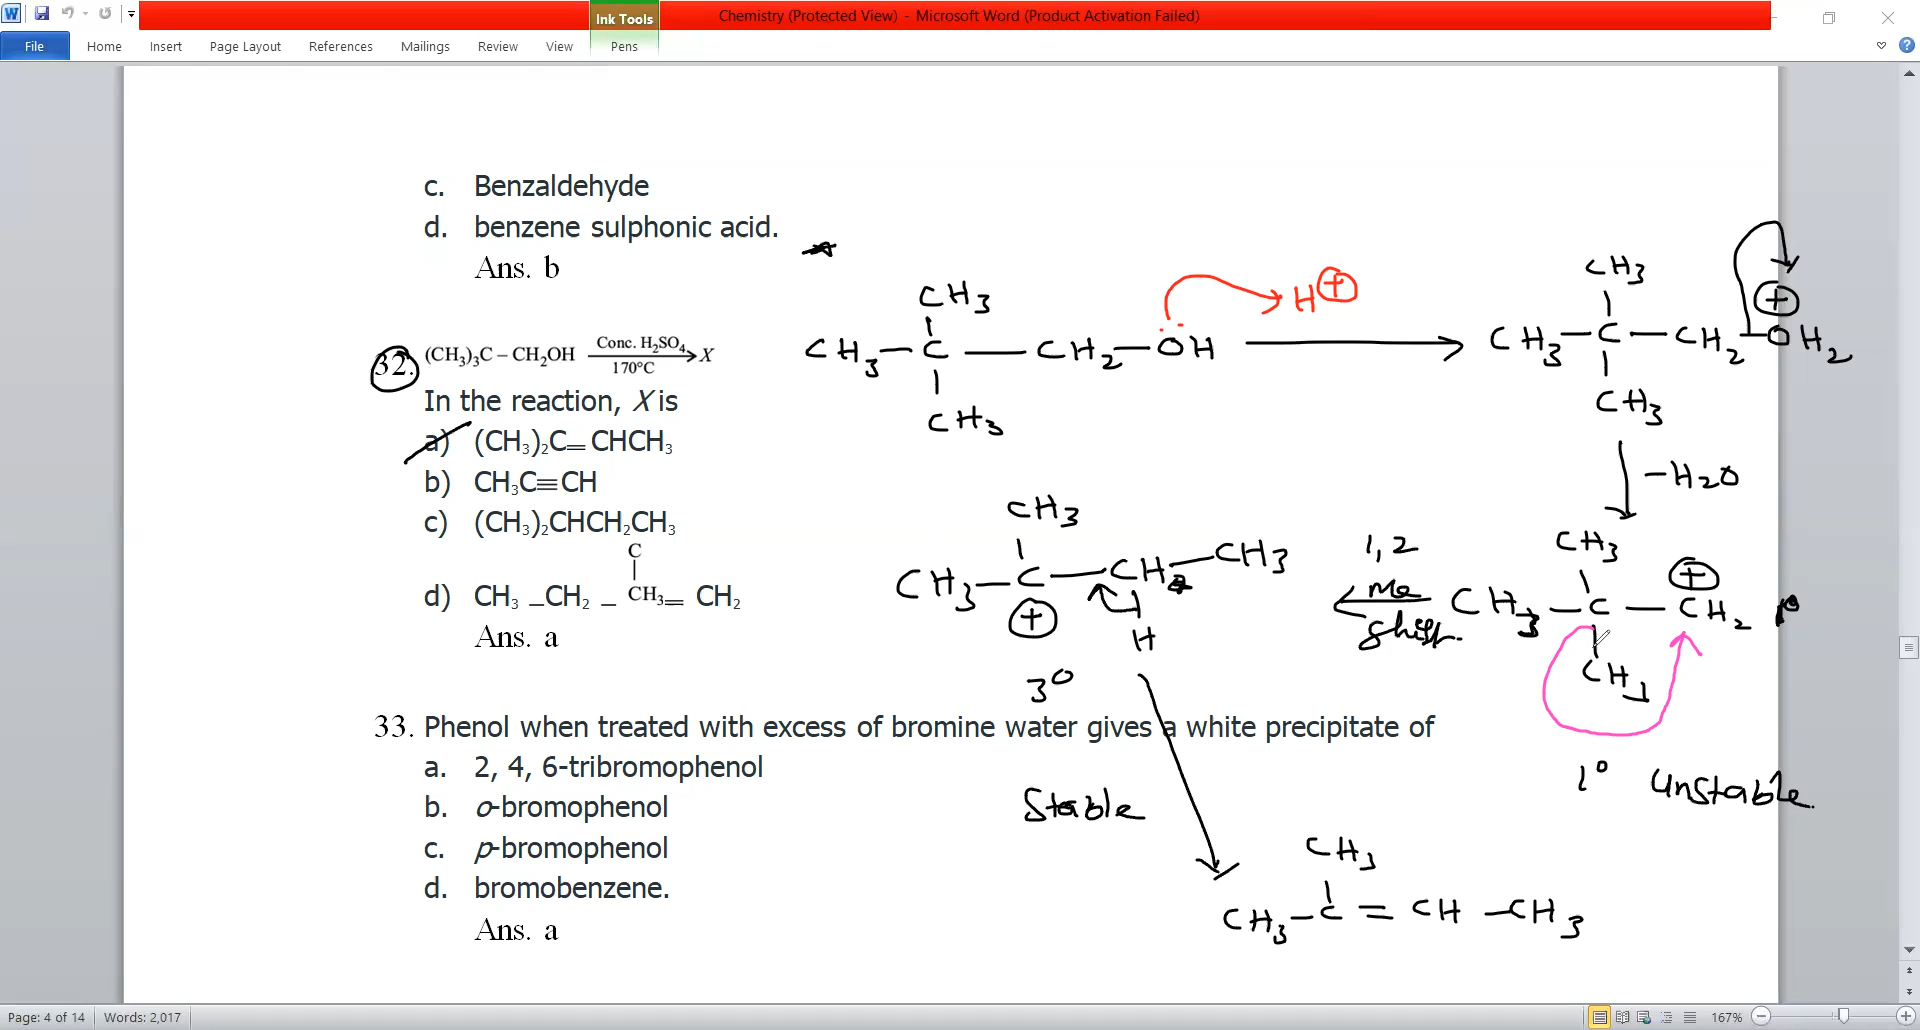 Chemistry (Protected View) - Microsoft Word (Product Activation Failed)
Ink Tools
File Home Insert Page Layout References Mailings Review View Pens
c. Benzaldehyde
d. benzene sulphonic acid.
Ans. b
32. (CH₃)₃C – CH₂OH Conc. H₂SO₄ 170°C X
In the reaction, X is
a) (CH₃)₂C=CHCH₃
b) CH₃C≡CH
c) (CH₃)₂CHCH₂CH₃
C
|
d) CH₃ –CH₂ – CH₃= CH₂
Ans. a
33. Phenol when treated with excess of bromine water gives a white precipitate of
a. 2, 4, 6-tribromophenol
b. o-bromophenol
c. p-bromophenol
d. bromobenzene.
Ans. a
CH3
CH3 – C – CH2 – OH
CH3
H +
CH3
+
CH3 – C – CH2 – OH2
CH3
– H2O
CH3
+
CH3 – C – CH2 1°
CH3
1° Unstable
1, 2
Me
Shift.
CH3
CH3 – C – CH – CH3
+
H
3°
Stable
CH3
CH3 – C = CH – CH3
Page: 4 of 14 Words: 2,017 167%